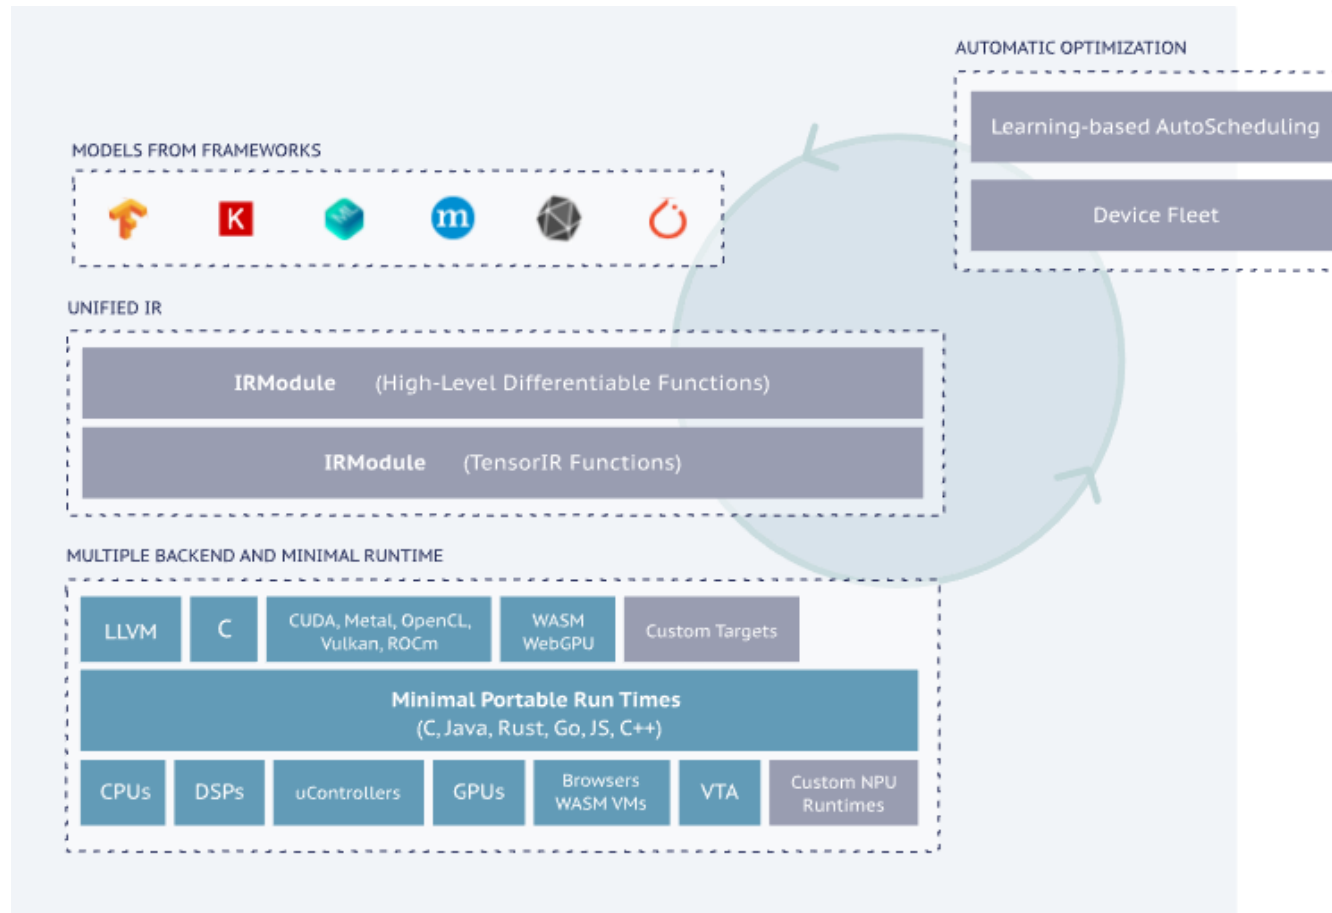 AUTOMATIC OPTIMIZATION
Learning-based AutoScheduling
Device Fleet
MODELS FROM FRAMEWORKS
K
ML
m
UNIFIED IR
IRModule (High-Level Differentiable Functions)
IRModule (TensorIR Functions)
MULTIPLE BACKEND AND MINIMAL RUNTIME
LLVM
C
CUDA, Metal, OpenCL,
Vulkan, ROCm
WASM
WebGPU
Custom Targets
Minimal Portable Run Times
(C, Java, Rust, Go, JS, C++)
CPUs
DSPs
uControllers
GPUs
Browsers
WASM VMs
VTA
Custom NPU
Runtimes